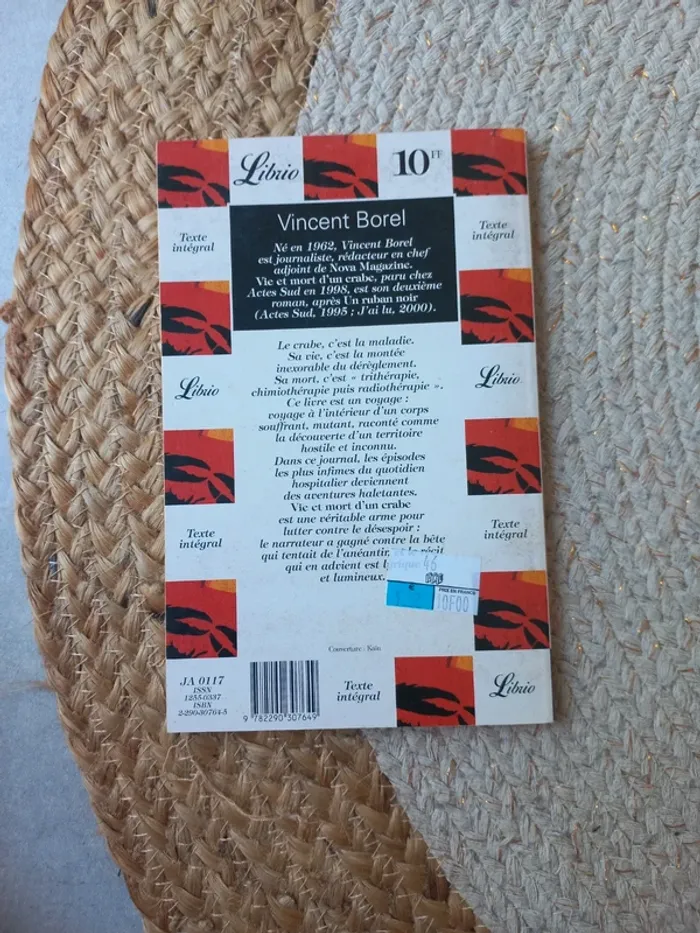 Librio
10 FF
Vincent Borel
Né en 1962, Vincent Borel
est journaliste, rédacteur en chef
adjoint de Nova Magazine.
Vie et mort d'un crabe, paru chez
Actes Sud en 1998, est son deuxième
roman, après Un ruban noir
(Actes Sud, 1995 ; J'ai lu, 2000).
Texte
intégral
Texte
intégral
Le crabe, c'est la maladie.
Sa vie, c'est la montée
inexorable du dérèglement.
Sa mort, c'est « trithérapie,
chimiothérapie puis radiothérapie ».
Ce livre est un voyage :
voyage à l'intérieur d'un corps
souffrant, mutant, raconté comme
la découverte d'un territoire
hostile et inconnu.
Dans ce journal, les épisodes
les plus infimes du quotidien
hospitalier deviennent
des aventures haletantes.
Vie et mort d'un crabe
est une véritable arme pour
lutter contre le désespoir :
le narrateur a gagné contre la bête
qui tentait de l'anéantir, et le récit
qui en advient est lyrique
et lumineux.
Librio
Librio
Texte
intégral
Texte
intégral
46
€
PRIX EN FRANCE
10F00
Couverture : Kaïn
JA 0117
ISSN
1255-0337
ISBN
2-290-30764-5
9 782290 307649
Texte
intégral
Librio